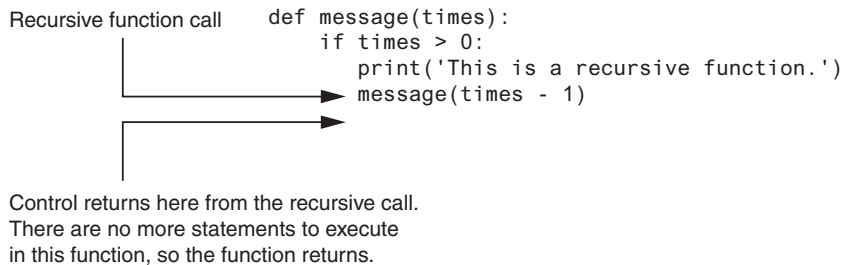 Recursive function call
def message(times):
    if times > 0:
        print('This is a recursive function.')
        message(times - 1)
Control returns here from the recursive call.
There are no more statements to execute
in this function, so the function returns.